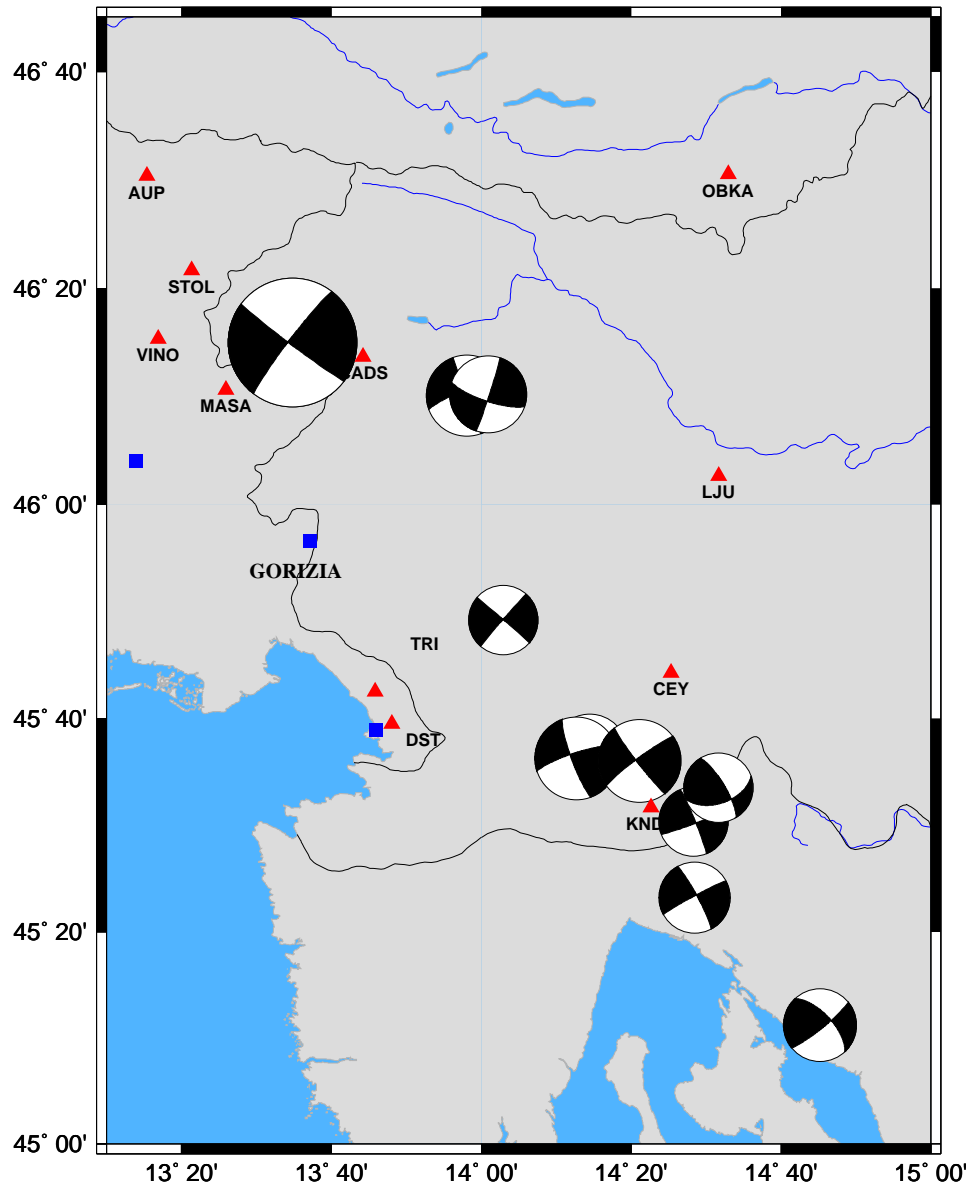 46° 40'
AUP
OBKA
46° 20'
STOL
VINO
CADS
MASA
46° 00'
LJU
GORIZIA
TRI
CEY
45° 40'
DST
KND
45° 20'
45° 00'
13° 20'
13° 40'
14° 00'
14° 20'
14° 40'
15° 00'